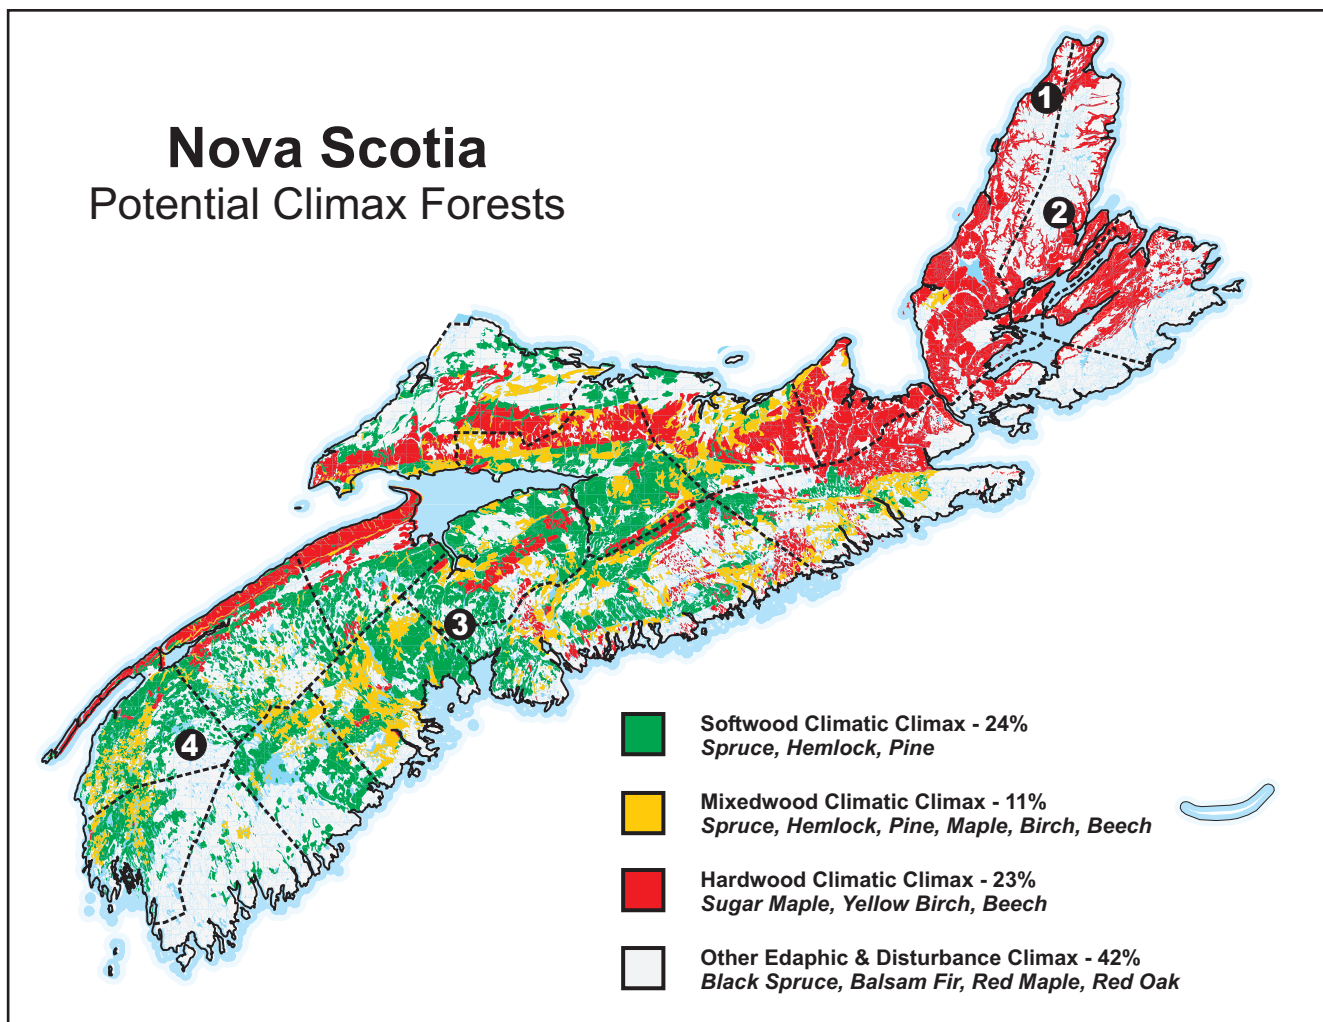 Nova Scotia
Potential Climax Forests
1
2
3
4
Softwood Climatic Climax - 24%
Spruce, Hemlock, Pine
Mixedwood Climatic Climax - 11%
Spruce, Hemlock, Pine, Maple, Birch, Beech
Hardwood Climatic Climax - 23%
Sugar Maple, Yellow Birch, Beech
Other Edaphic & Disturbance Climax - 42%
Black Spruce, Balsam Fir, Red Maple, Red Oak